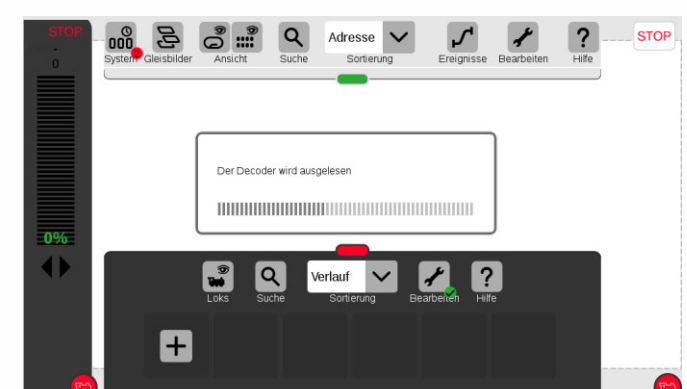 STOP
-
0
0%
System
2
Gleisbilder
Ansicht
Suche
Adresse
Sortierung
Ereignisse
Bearbeiten
?
Hilfe
STOP
Der Decoder wird ausgelesen
Loks
Suche
Verlauf
Sortierung
Bearbeiten
?
Hilfe
+